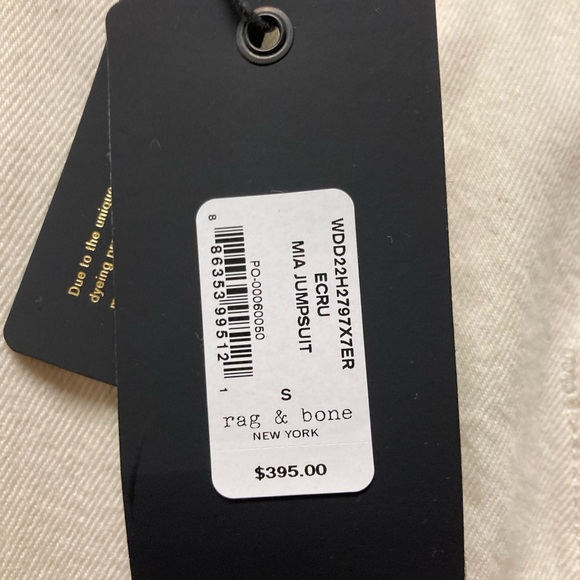 WDD22H2797X7ER
ECRU
MIA JUMPSUIT
PO-00060050
8 86353 99512 1
S
rag & bone
NEW YORK
$395.00
Due to the unique
dyeing